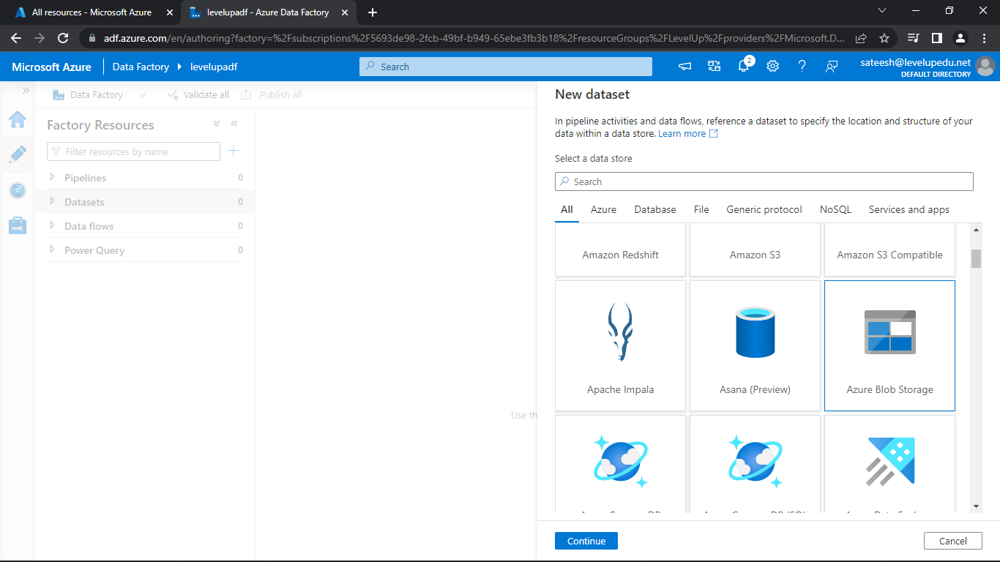 All resources - Microsoft Azure
levelupadf - Azure Data Factory
adf.azure.com/en/authoring?factory=%2Fsubscriptions%2F5693de98-2fcb-49bf-b949-65ebe3fb3b18%2FresourceGroups%2FLevelUp%2Fproviders%2FMicrosoft.D...
Microsoft Azure
Data Factory
levelupadf
Search
2
sateesh@levelupedu.net
DEFAULT DIRECTORY
Data Factory
Validate all
Publish all
Factory Resources
Filter resources by name
Pipelines 0
Datasets 0
Data flows 0
Power Query 0
Use th
New dataset
In pipeline activities and data flows, reference a dataset to specify the location and structure of your
data within a data store. Learn more
Select a data store
Search
All Azure Database File Generic protocol NoSQL Services and apps
Amazon Redshift
Amazon S3
Amazon S3 Compatible
Apache Impala
Asana (Preview)
Azure Blob Storage
Continue
Cancel